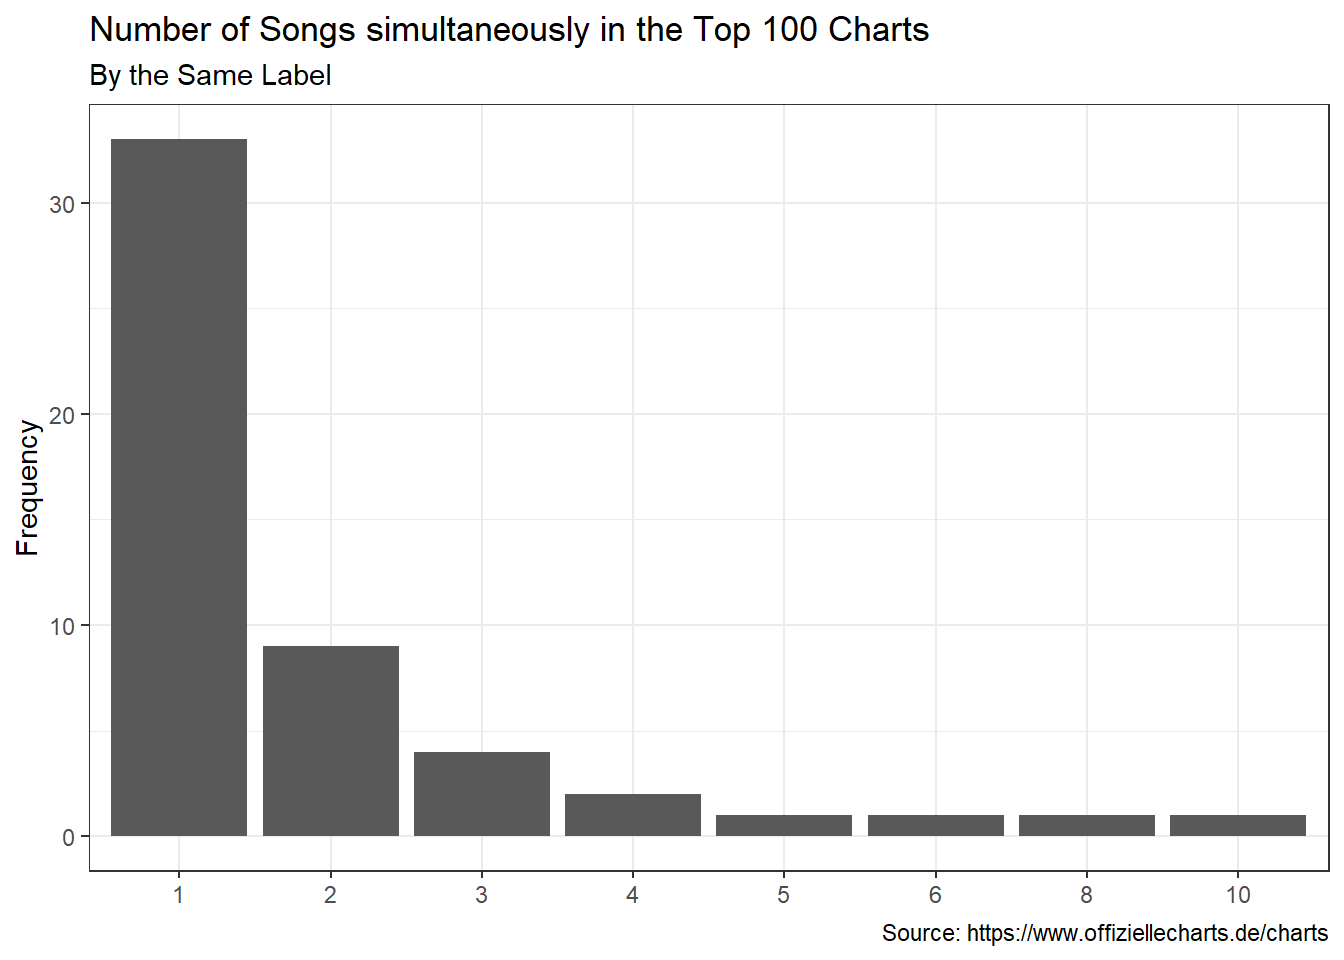 Number of Songs simultaneously in the Top 100 Charts
By the Same Label
Frequency
30
20
10
0
1 2 3 4 5 6 8 10
Source: https://www.offiziellecharts.de/charts